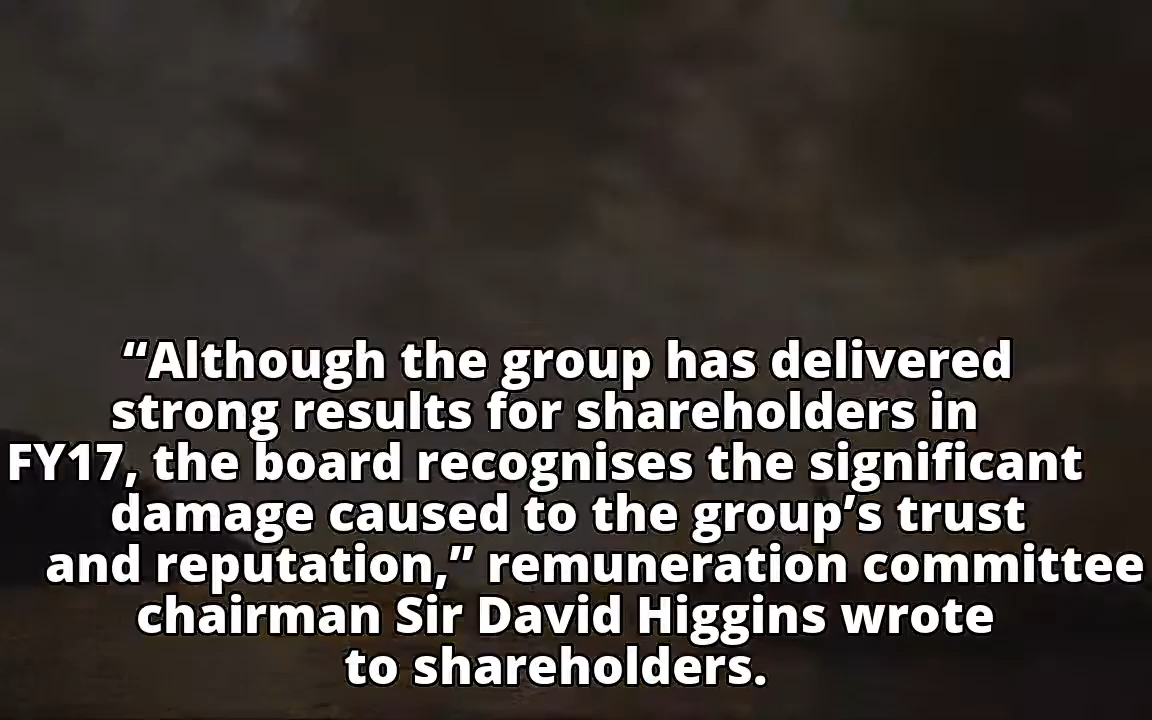 “Although the group has delivered
strong results for shareholders in
FY17, the board recognises the significant
damage caused to the group’s trust
and reputation,” remuneration committee
chairman Sir David Higgins wrote
to shareholders.